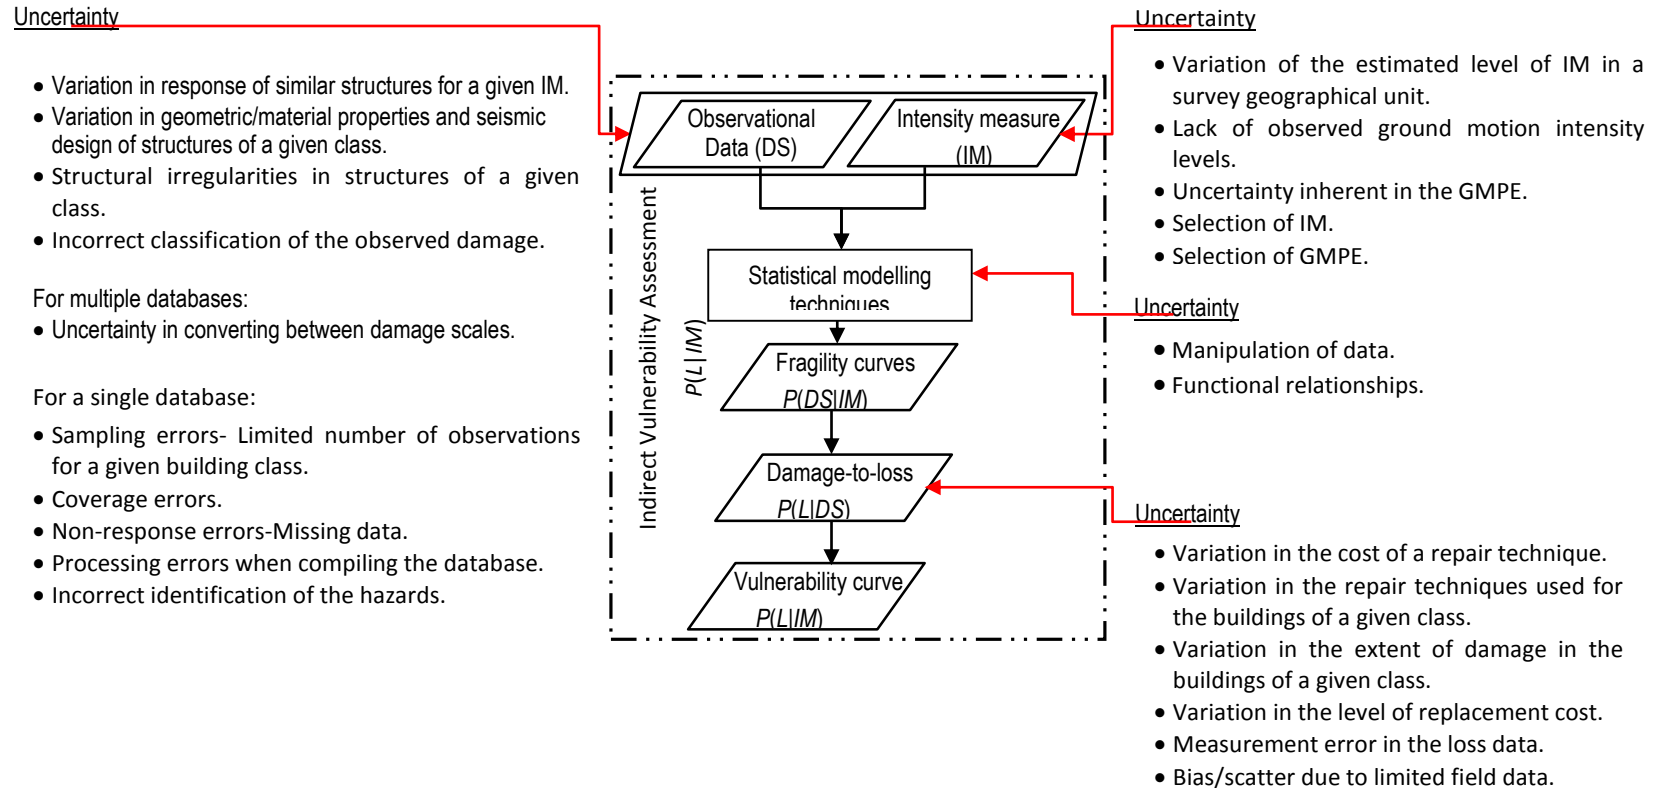 Uncertainty
• Variation in response of similar structures for a given IM.
• Variation in geometric/material properties and seismic
design of structures of a given class.
• Structural irregularities in structures of a given
class.
• Incorrect classification of the observed damage.
For multiple databases:
• Uncertainty in converting between damage scales.
For a single database:
• Sampling errors- Limited number of observations
for a given building class.
• Coverage errors.
• Non-response errors-Missing data.
• Processing errors when compiling the database.
• Incorrect identification of the hazards.
Indirect Vulnerability Assessment
P(L| IM)
Observational
Data (DS)
Intensity measure
(IM)
Statistical modelling
techniques
Fragility curves
P(DS|IM)
Damage-to-loss
P(L|DS)
Vulnerability curve
P(L|IM)
Uncertainty
• Variation of the estimated level of IM in a
survey geographical unit.
• Lack of observed ground motion intensity
levels.
• Uncertainty inherent in the GMPE.
• Selection of IM.
• Selection of GMPE.
Uncertainty
• Manipulation of data.
• Functional relationships.
Uncertainty
• Variation in the cost of a repair technique.
• Variation in the repair techniques used for
the buildings of a given class.
• Variation in the extent of damage in the
buildings of a given class.
• Variation in the level of replacement cost.
• Measurement error in the loss data.
• Bias/scatter due to limited field data.